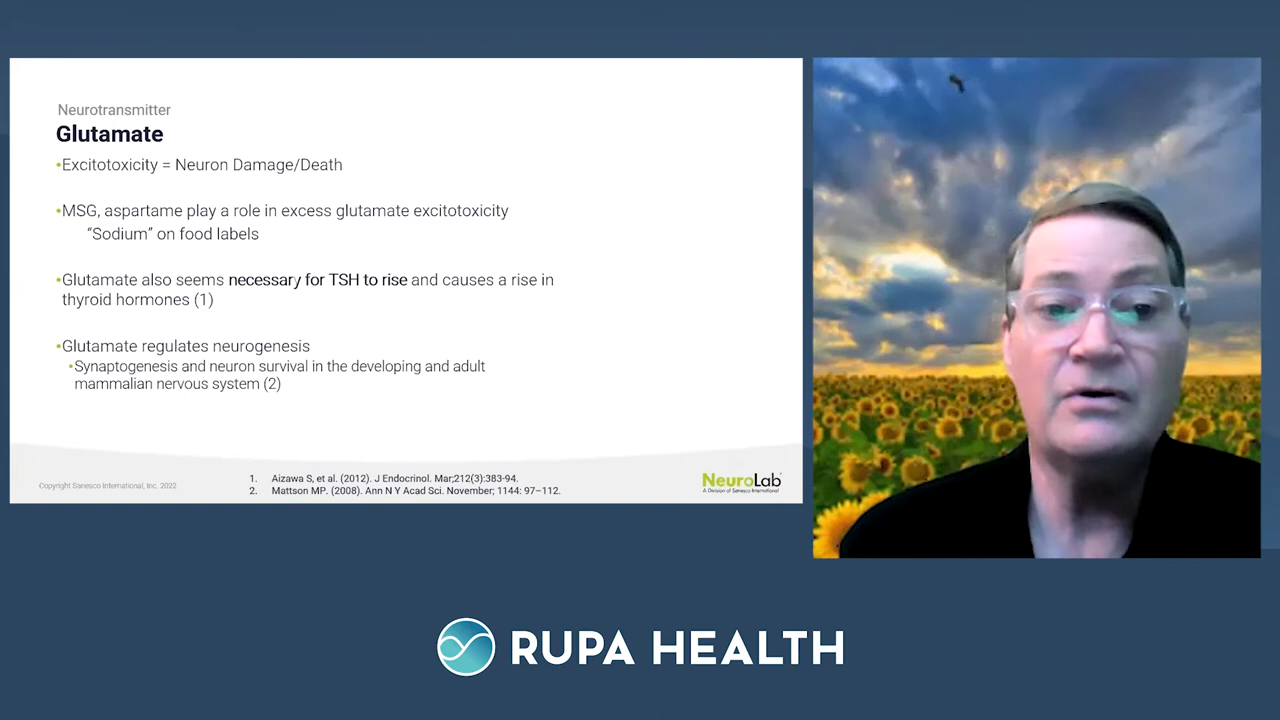 Neurotransmitter
Glutamate
•Excitotoxicity = Neuron Damage/Death
•MSG, aspartame play a role in excess glutamate excitotoxicity
“Sodium” on food labels
•Glutamate also seems necessary for TSH to rise and causes a rise in
thyroid hormones (1)
•Glutamate regulates neurogenesis
•Synaptogenesis and neuron survival in the developing and adult
mammalian nervous system (2)
Copyright Sanesco International, Inc. 2022
1. Aizawa S, et al. (2012). J Endocrinol. Mar;212(3):383-94.
2. Mattson MP. (2008). Ann N Y Acad Sci. November; 1144: 97–112.
NeuroLab
A Division of Sanesco International
RUPA HEALTH